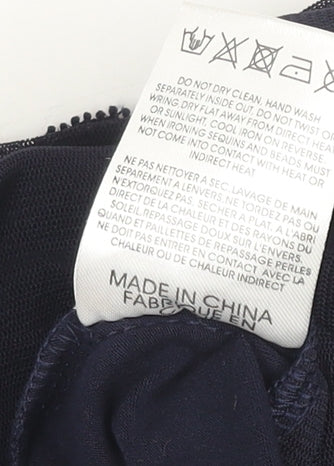 DO NOT DRY CLEAN, HAND WASH
SEPARATELY INSIDE OUT. DO NOT TWIST OR
WRING. DRY FLAT AWAY FROM DIRECT HEAT
OR SUNLIGHT. COOL IRON ON REVERSE.
WHEN IRONING SEQUINS AND BEADS MUST
NOT COME INTO CONTACT WITH HEAT OR
INDIRECT HEAT
NE PAS NETTOYER A SEC, LAVAGE DE MAIN
SEPAREMENT A L'ENVERS. NE TORDEZ PAS OU
N'EXTORQUEZ PAS. SECHER A PLAT, A L'ABRI
DIRECT DE LA CHALEUR ET DES RAYONS DU
SOLEIL. REPASSAGE DOUX SUR L'ENVERS.
QUAND ET PAILLETTES DE REPASSAGE PERLES
NE DOIT PAS ENTRER EN CONTACT AVEC LA
CHALEUR OU DE CHALEUR INDIRECTE.
MADE IN CHINA
FABRIQUE EN